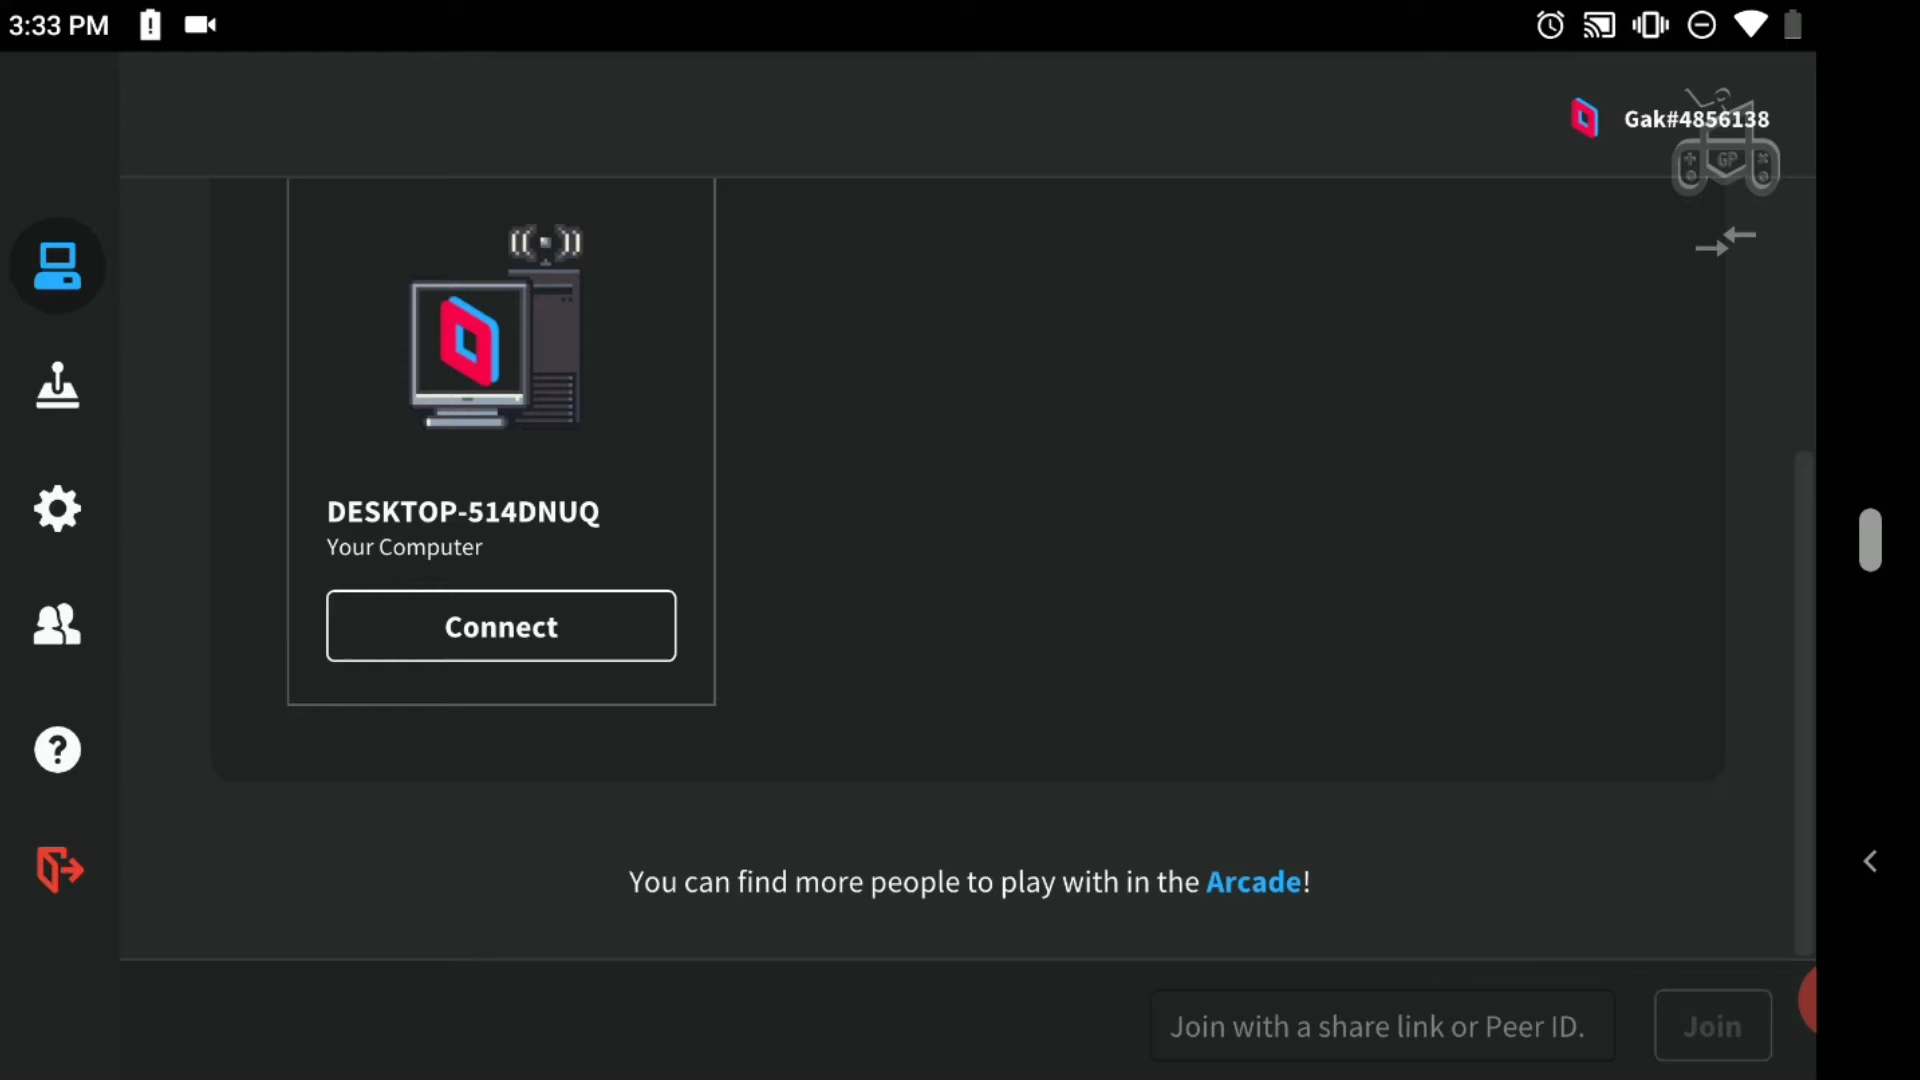 3:33 PM
Gak#4856138
GP
DESKTOP-514DNUQ
Your Computer
Connect
You can find more people to play with in the Arcade!
Join with a share link or Peer ID.
Join